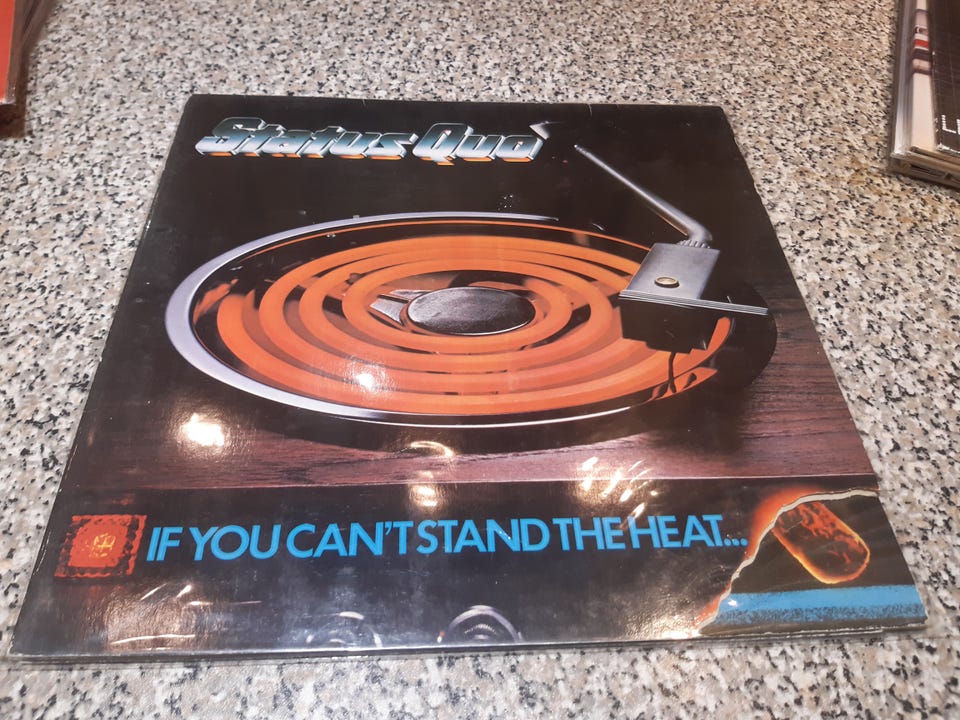 Status Quo
IF YOU CAN'T STAND THE HEAT...